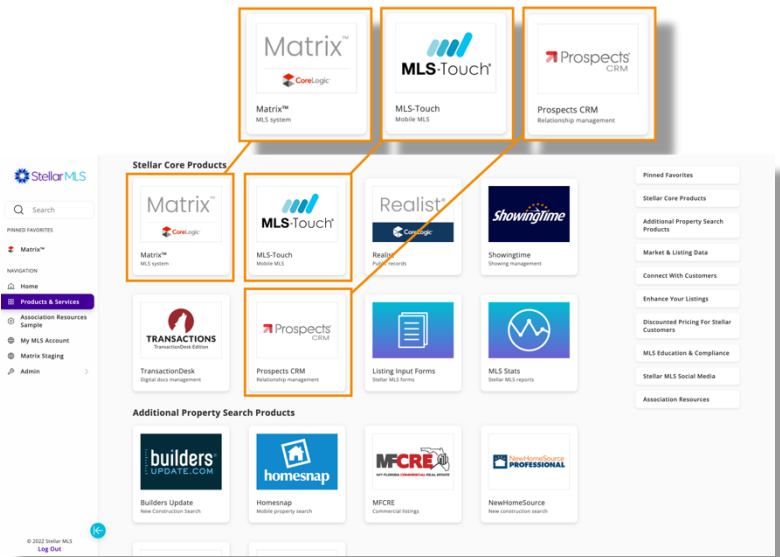 Matrix™
CoreLogic
Matrix™
MLS system
MLS-Touch®
MLS-Touch
Mobile MLS
Prospects
CRM
Prospects CRM
Relationship management
Stellar MLS
Search
PINNED FAVORITES
Matrix™
NAVIGATION
Home
Products & Services
Association Resources
Sample
My MLS Account
Matrix Staging
Admin
© 2022 Stellar MLS
Log Out
Stellar Core Products
Matrix™
CoreLogic
Matrix™
MLS system
MLS-Touch®
MLS-Touch
Mobile MLS
Realist®
CoreLogic
Realist
Public records
ShowingTime
Showingtime
Showing management
TRANSACTIONS
TransactionDesk Edition
TransactionDesk
Digital docs management
Prospects
CRM
Prospects CRM
Relationship management
Listing Input Forms
Stellar MLS forms
MLS Stats
Stellar MLS reports
Additional Property Search Products
builders
UPDATE.COM
Builders Update
New Construction Search
homesnap
Homesnap
Mobile property search
MFCRE
MY FLORIDA COMMERCIAL REAL ESTATE
MFCRE
Commercial listings
NewHomeSource
PROFESSIONAL
NewHomeSource
New construction search
Pinned Favorites
Stellar Core Products
Additional Property Search
Products
Market & Listing Data
Connect With Customers
Enhance Your Listings
Discounted Pricing For Stellar
Customers
MLS Education & Compliance
Stellar MLS Social Media
Association Resources